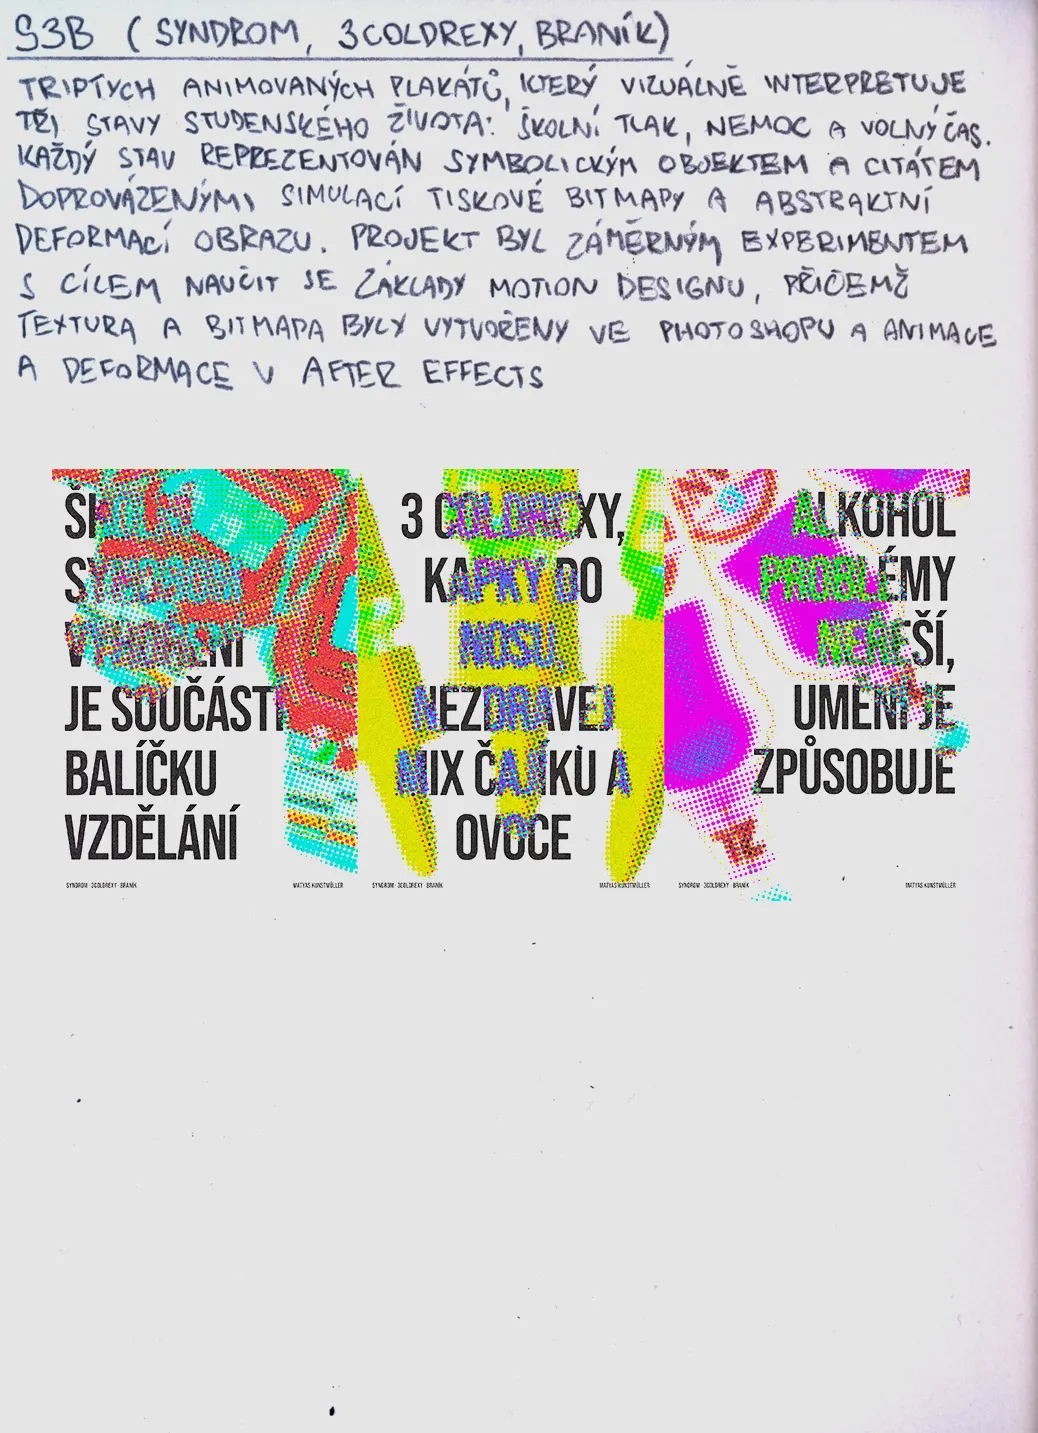 S3B (SYNDROM, 3COLDREXY, BRANÍK)
TRIPTYCH ANIMOVANÝCH PLAKÁTŮ, KTERÝ VIZUÁLNĚ INTERPRETUJE
TŘI STAVY STUDENSKÉHO ŽIVOTA: ŠKOLNÍ TLAK, NEMOC A VOLNÝ ČAS.
KAŽDÝ STAV REPREZENTOVÁN SYMBOLICKÝM OBJEKTEM A CITÁTEM
DOPROVÁZENÝMI SIMULACÍ TISKOVÉ BITMAPY A ABSTRAKTNÍ
DEFORMACÍ OBRAZU. PROJEKT BYL ZÁMĚRNÝM EXPERIMENTEM
S CÍLEM NAUČIT SE ZÁKLADY MOTION DESIGNU, PŘIČEMŽ
TEXTURA A BITMAPA BYLY VYTVOŘENY VE PHOTOSHOPU A ANIMACE
A DEFORMACE V AFTER EFFECTS
SYNDROM
VYHOŘENÍ
JE SOUČÁSTÍ
BALÍČKU
VZDĚLÁNÍ
SYNDROM · 3COLDREXY · BRANÍK
MATYAS KUNSTMÜLLER
3 COLDREXY,
KAPKY DO
NOSU,
NEZDRAVEJ
MIX ČAJÍKŮ A
OVOCE
SYNDROM · 3COLDREXY · BRANÍK
MATYAS KUNSTMÜLLER
ALKOHOL
PROBLÉMY
NEŘEŠÍ,
UMĚNÍ JE
ZPŮSOBUJE
SYNDROM · 3COLDREXY · BRANÍK
MATYAS KUNSTMÜLLER